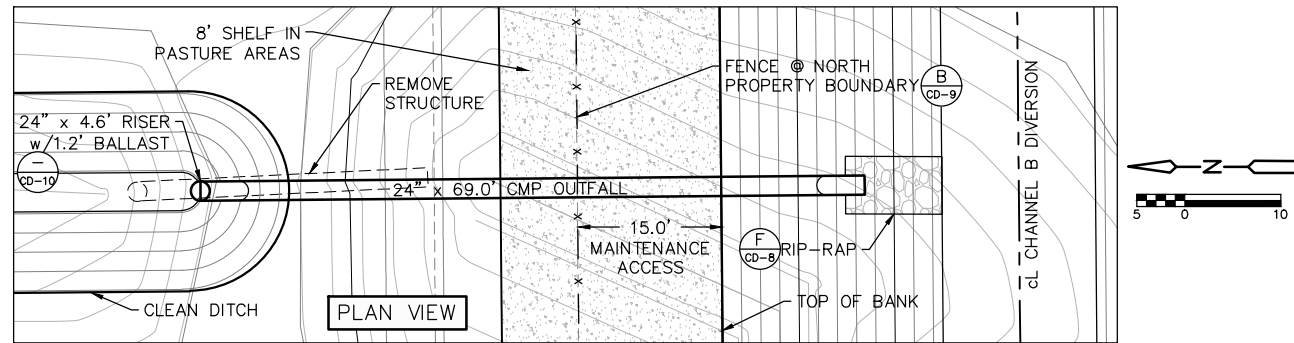 8' SHELF IN
PASTURE AREAS
REMOVE
STRUCTURE
24" x 4.6' RISER
w/1.2' BALLAST
—
CD-10
24" x 69.0' CMP OUTFALL
CLEAN DITCH
PLAN VIEW
FENCE @ NORTH
PROPERTY BOUNDARY
B
CD-9
15.0'
MAINTENANCE
ACCESS
F
CD-8
RIP-RAP
TOP OF BANK
cL CHANNEL B DIVERSION
N
5 0 10